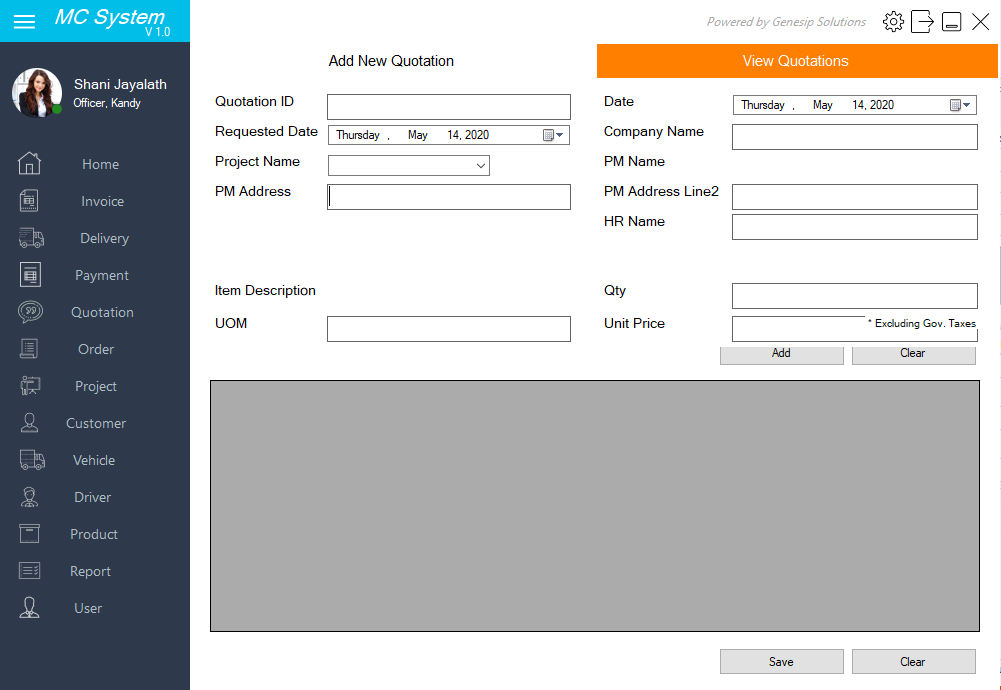 MC System
V 1.0
Powered by Genesip Solutions
Shani Jayalath
Officer, Kandy
Home
Invoice
Delivery
Payment
Quotation
Order
Project
Customer
Vehicle
Driver
Product
Report
User
Add New Quotation
View Quotations
Quotation ID
Date
Thursday , May 14, 2020
Requested Date
Thursday , May 14, 2020
Company Name
Project Name
PM Name
PM Address
PM Address Line2
HR Name
Item Description
Qty
UOM
Unit Price
* Excluding Gov. Taxes
Add
Clear
Save
Clear